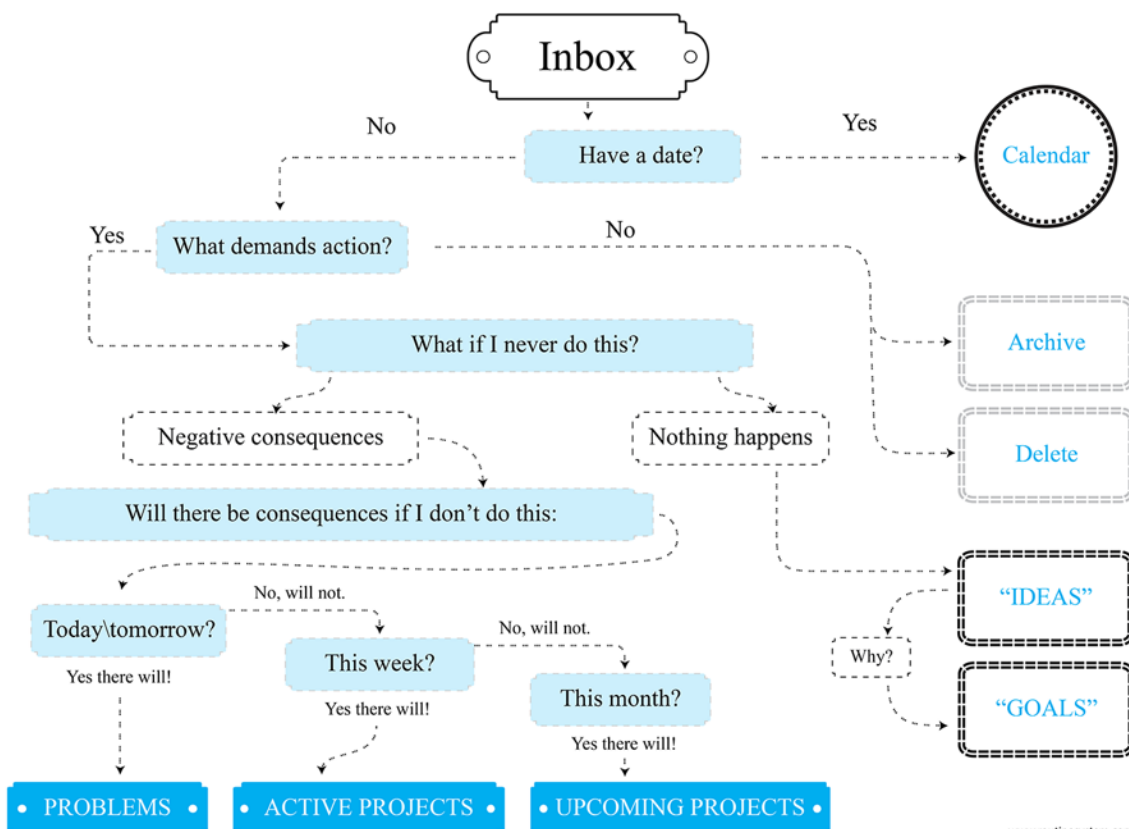 Inbox
No
Yes
Have a date?
Calendar
Yes
What demands action?
No
What if I never do this?
Archive
Negative consequences
Nothing happens
Delete
Will there be consequences if I don’t do this:
“IDEAS”
No, will not.
Today\tomorrow?
No, will not.
Why?
This week?
Yes there will!
This month?
“GOALS”
Yes there will!
Yes there will!
PROBLEMS
ACTIVE PROJECTS
UPCOMING PROJECTS